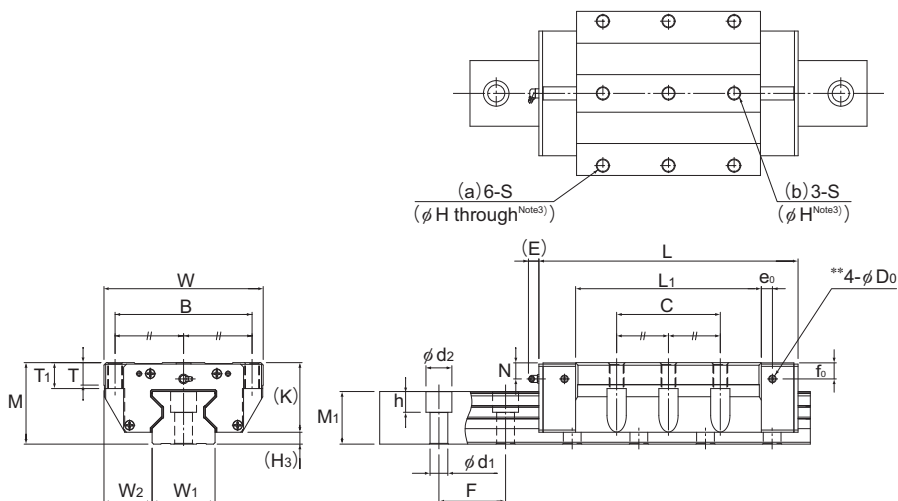 (a)6-S
(φH through Note3))
(b)3-S
(φH Note3))
(E)
L
L1
e0
**4-φD0
C
W
B
φd2
T1
T
N
f0
(K)
M
h
M1
(H3)
φd1
W2
W1
F